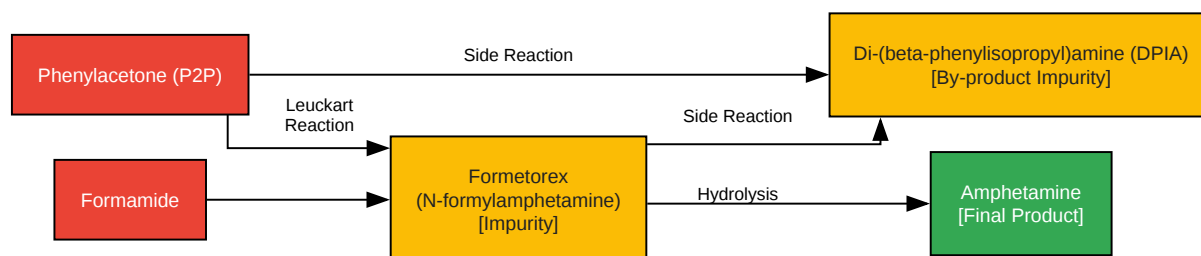 Phenylacetone (P2P)
Side Reaction
Di-(beta-phenylisopropyl)amine (DPIA)
[By-product Impurity]
Leuckart
Reaction
Side Reaction
Formamide
Formetorex
(N-formylamphetamine)
[Impurity]
Hydrolysis
Amphetamine
[Final Product]